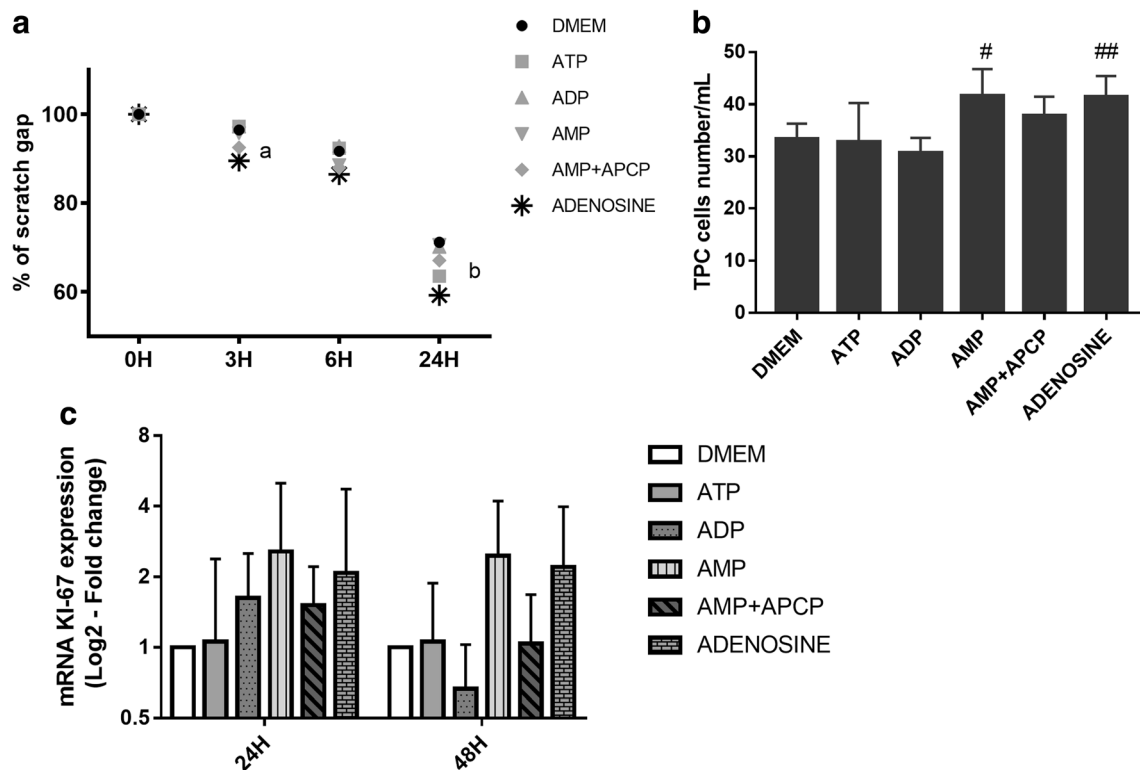 a
% of scratch gap
100
80
60
0H 3H 6H 24H
a
b
DMEM
ATP
ADP
AMP
AMP+APCP
ADENOSINE
b
TPC cells number/mL
50
40
30
20
10
0
# ##
DMEM ATP ADP AMP AMP+APCP ADENOSINE
c
mRNA KI-67 expression
(Log2 - Fold change)
8
4
2
1
0.5
24H 48H
DMEM
ATP
ADP
AMP
AMP+APCP
ADENOSINE